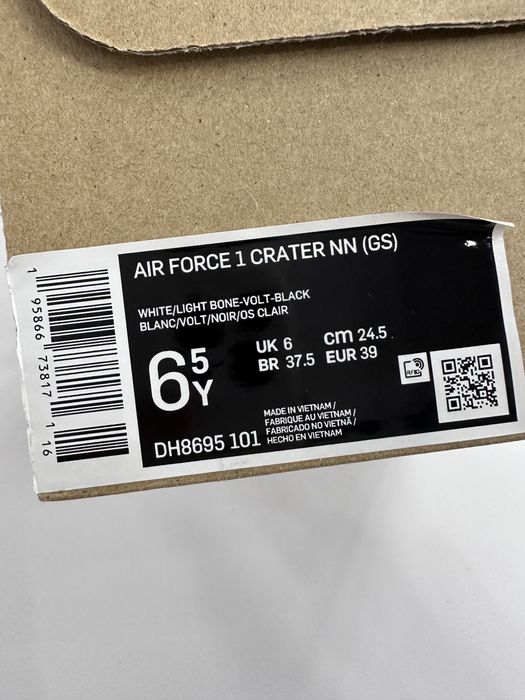 AIR FORCE 1 CRATER NN (GS)
WHITE/LIGHT BONE-VOLT-BLACK
BLANC/VOLT/NOIR/OS CLAIR
6 5 Y
UK 6 cm 24.5
BR 37.5 EUR 39
RFID
DH8695 101
MADE IN VIETNAM /
FABRIQUE AU VIETNAM /
FABRICADO NO VIETNÃ /
HECHO EN VIETNAM
1 95866 73817 1 16